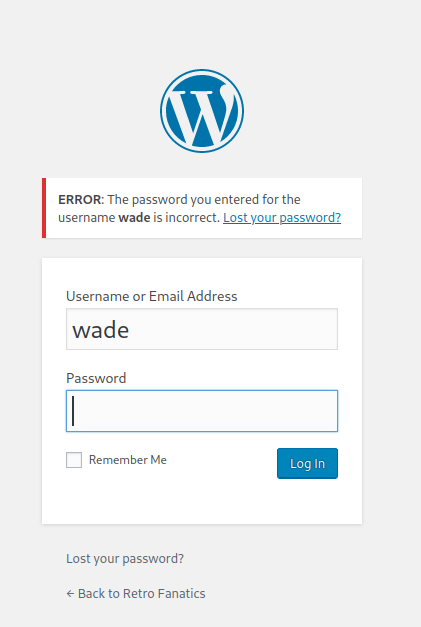 ERROR: The password you entered for the
username wade is incorrect. Lost your password?
Username or Email Address
wade
Password
Remember Me
Log In
Lost your password?
← Back to Retro Fanatics